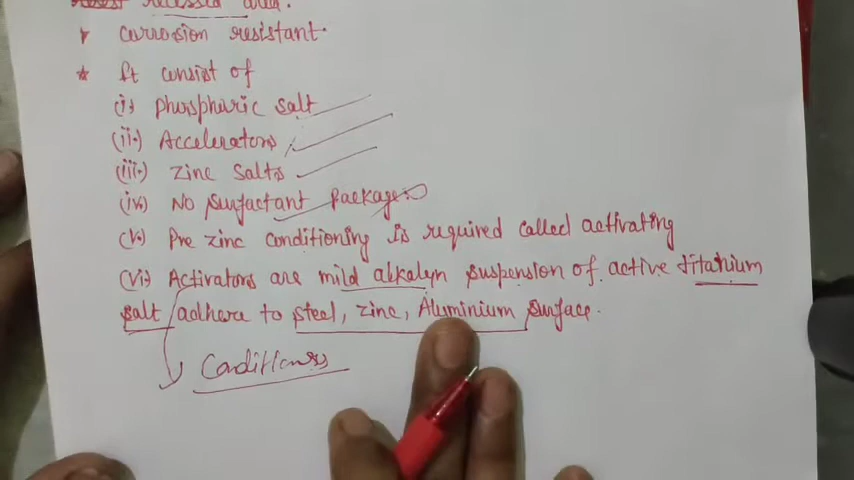 recessed area.
Corrosion resistant.
* It consist of
(i) phosphoric salt
(ii) Accelerators
(iii) Zinc Salts
(iv) No surfactant package.
(v) Pre zinc conditioning is required called activating
(vi) Activators are mild alkalyn suspension of active titanium
salt adhere to steel, zinc, Aluminium surface.